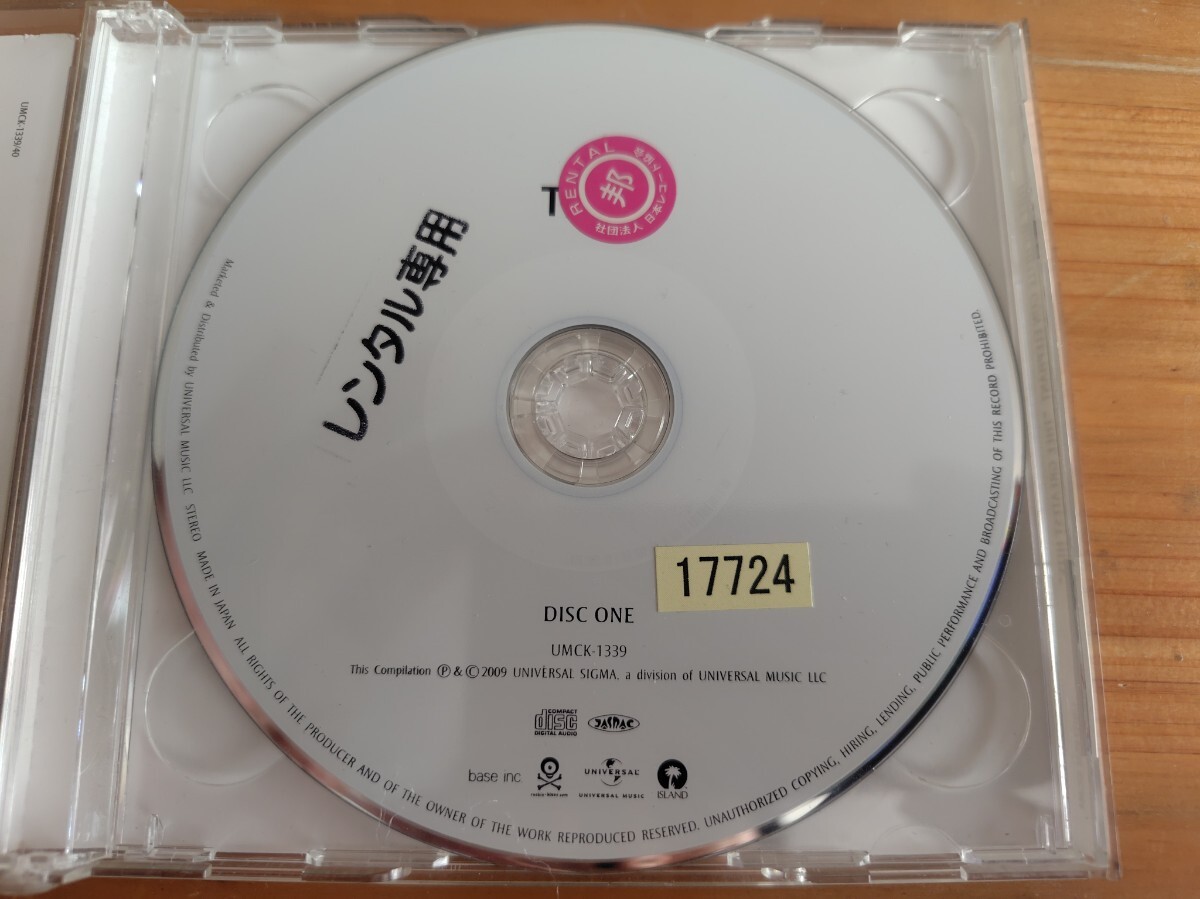 UMCK-1339/40
T
RENTAL
邦
社団法人 日本レコード協会
レンタル専用
17724
DISC ONE
UMCK-1339
This Compilation Ⓟ & © 2009 UNIVERSAL SIGMA, a division of UNIVERSAL MUSIC LLC
COMPACT
disc
DIGITAL AUDIO
JASRAC
base inc
UNIVERSAL
UNIVERSAL MUSIC
ISLAND
Marketed & Distributed by UNIVERSAL MUSIC LLC STEREO MADE IN JAPAN ALL RIGHTS OF THE PRODUCER AND OF THE OWNER OF THE WORK REPRODUCED RESERVED. UNAUTHORIZED COPYING, HIRING, LENDING, PUBLIC PERFORMANCE AND BROADCASTING OF THIS RECORD PROHIBITED.